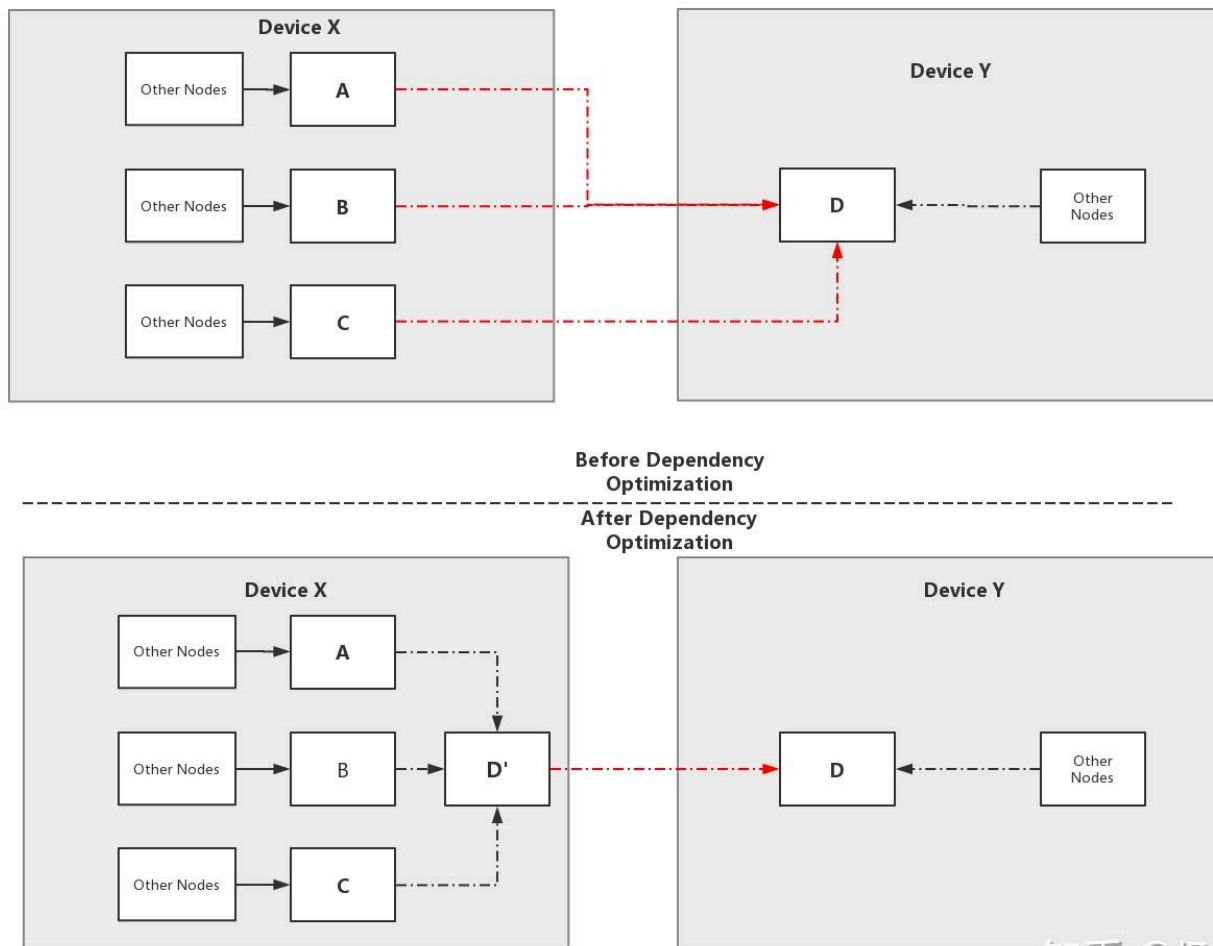 Device X
Device Y
Other Nodes
A
Other Nodes
B
D
Other
Nodes
Other Nodes
C
Before Dependency
Optimization
After Dependency
Optimization
Device X
Device Y
Other Nodes
A
Other Nodes
B
D'
D
Other
Nodes
Other Nodes
C